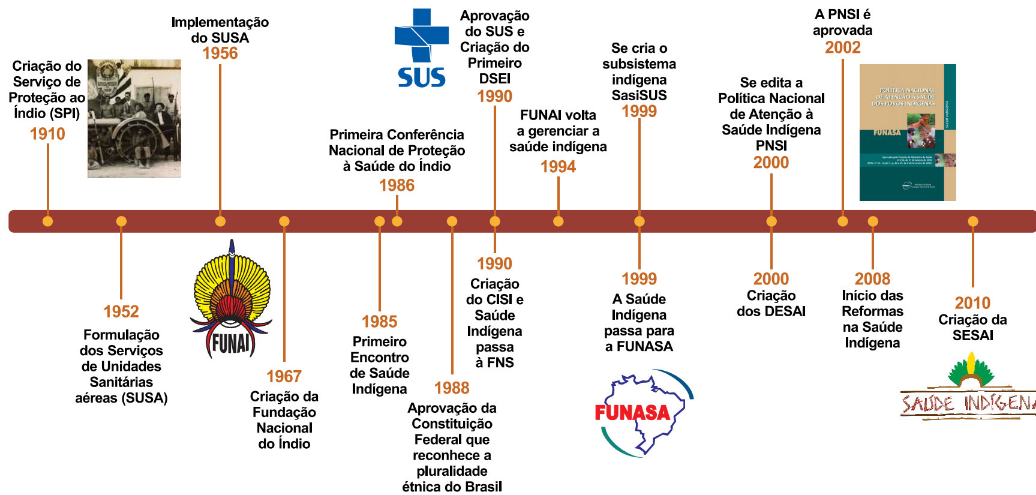 Criação do
Serviço de
Proteção ao
Índio (SPI)
1910
1952
Formulação
dos Serviços
de Unidades
Sanitárias
aéreas (SUSA)
Implementação
do SUSA
1956
FUNAI
1967
Criação da
Fundação
Nacional
do Índio
1985
Primeiro
Encontro
de Saúde
Indígena
Primeira Conferência
Nacional de Proteção
à Saúde do Índio
1986
SUS
1988
Aprovação da
Constituição
Federal que
reconhece a
pluralidade
étnica do Brasil
Aprovação
do SUS e
Criação do
Primeiro
DSEI
1990
1990
Criação
do CISI e
Saúde
Indígena
passa
à FNS
FUNAI volta
a gerenciar a
saúde indígena
1994
Se cria o
subsistema
indígena
SasiSUS
1999
1999
A Saúde
Indígena
passa para
a FUNASA
FUNASA
Se edita a
Política Nacional
de Atenção à
Saúde Indígena
PNSI
2000
2000
Criação
dos DESAI
A PNSI é
aprovada
2002
POLÍTICA NACIONAL
DE ATENÇÃO À SAÚDE
DOS POVOS INDÍGENAS
FUNASA
2008
Início das
Reformas
na Saúde
Indígena
2010
Criação da
SESAI
SAÚDE INDÍGENA